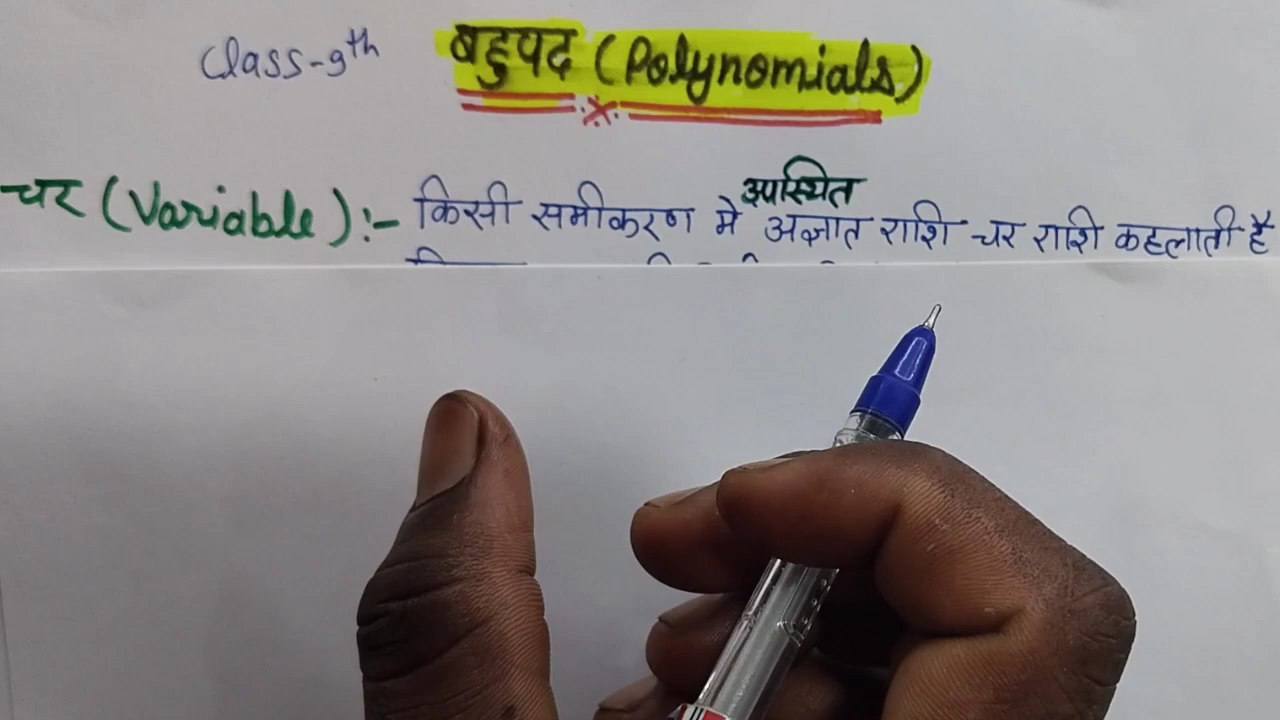 Class-9th बहुपद (Polynomials)
चर (Variable):- किसी समीकरण मे उपस्थित अज्ञात राशि चर राशि कहलाती है